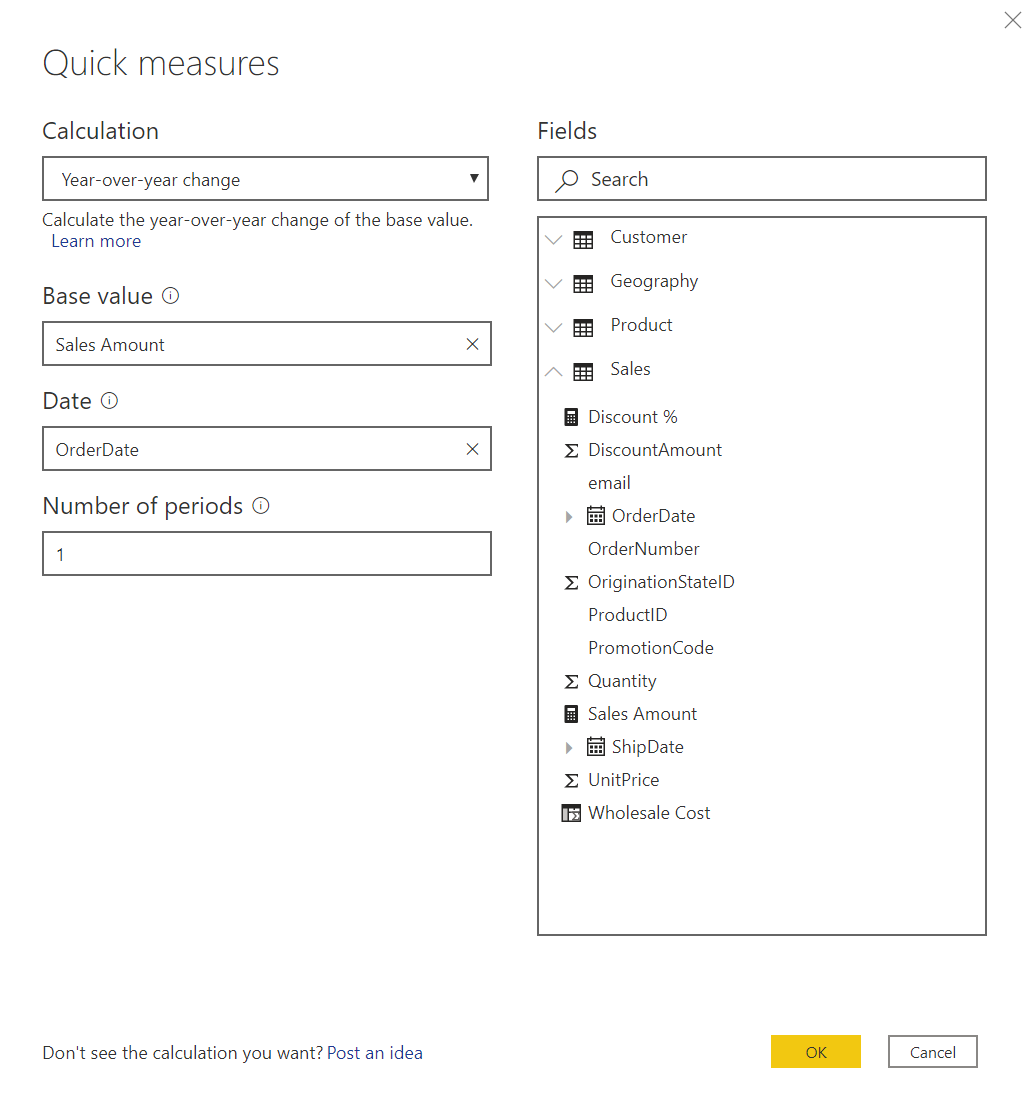 Quick measures
Calculation
Year-over-year change
Calculate the year-over-year change of the base value.
Learn more
Base value
Sales Amount
Date
OrderDate
Number of periods
1
Fields
Search
Customer
Geography
Product
Sales
Discount %
DiscountAmount
email
OrderDate
OrderNumber
OriginationStateID
ProductID
PromotionCode
Quantity
Sales Amount
ShipDate
UnitPrice
Wholesale Cost
Don't see the calculation you want? Post an idea
OK
Cancel